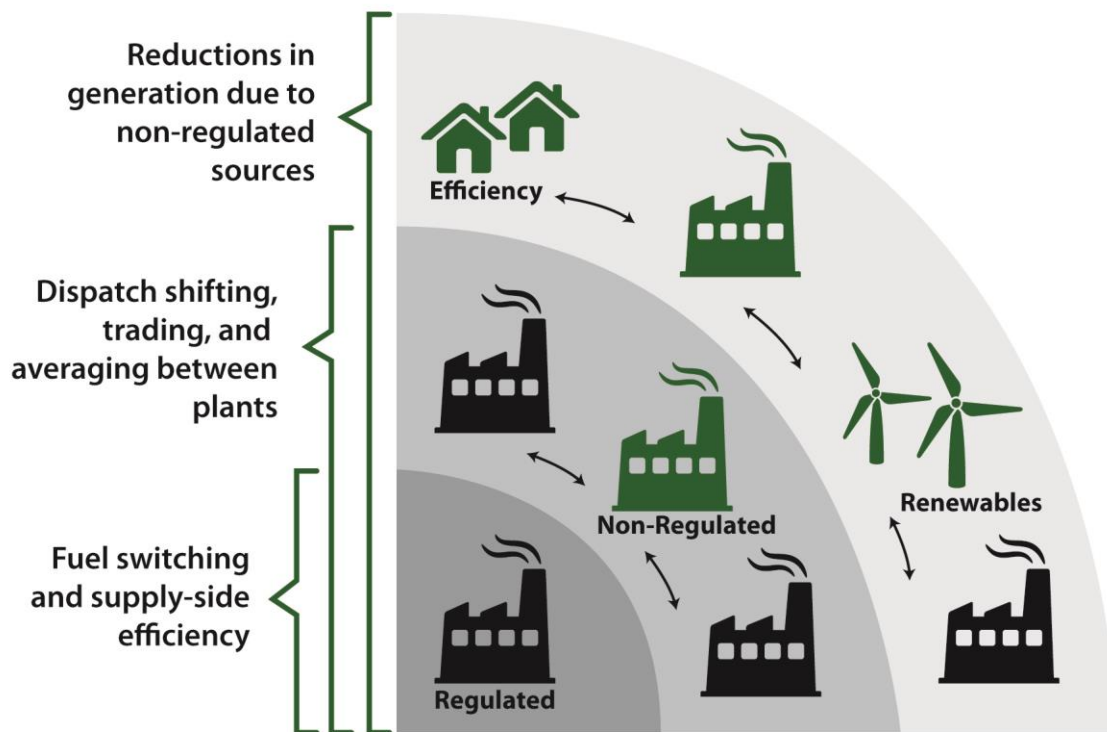 Reductions in
generation due to
non-regulated
sources
Efficiency
Dispatch shifting,
trading, and
averaging between
plants
Renewables
Non-Regulated
Fuel switching
and supply-side
efficiency
Regulated